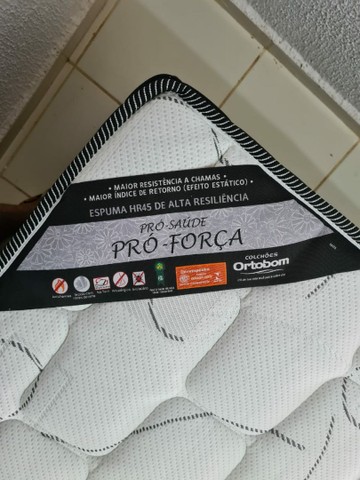 • MAIOR RESISTÊNCIA A CHAMAS •
• MAIOR ÍNDICE DE RETORNO (EFEITO ESTÁTICO) •
ESPUMA HR45 DE ALTA RESILIÊNCIA
PRÓ-SAÚDE
PRÓ-FORÇA
COLCHÕES
Ortobom